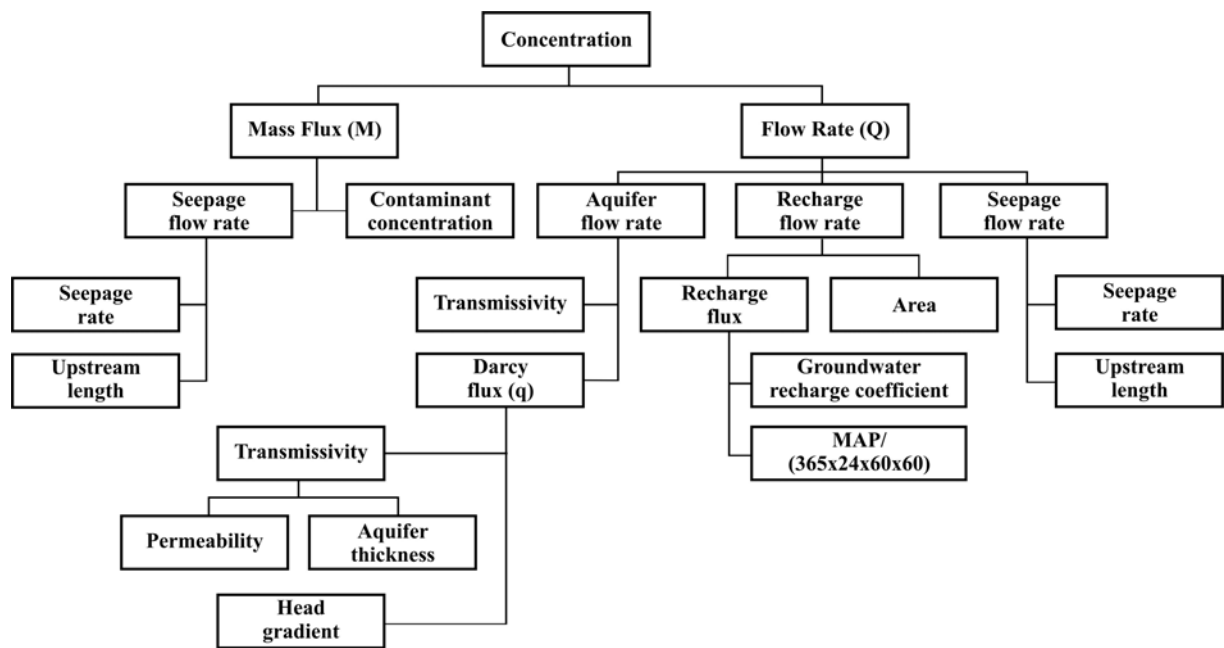 Concentration
Mass Flux (M)
Flow Rate (Q)
Seepage
flow rate
Contaminant
concentration
Aquifer
flow rate
Recharge
flow rate
Seepage
flow rate
Seepage
rate
Transmissivity
Recharge
flux
Area
Seepage
rate
Upstream
length
Darcy
flux (q)
Groundwater
recharge coefficient
Upstream
length
Transmissivity
MAP/
(365x24x60x60)
Permeability
Aquifer
thickness
Head
gradient